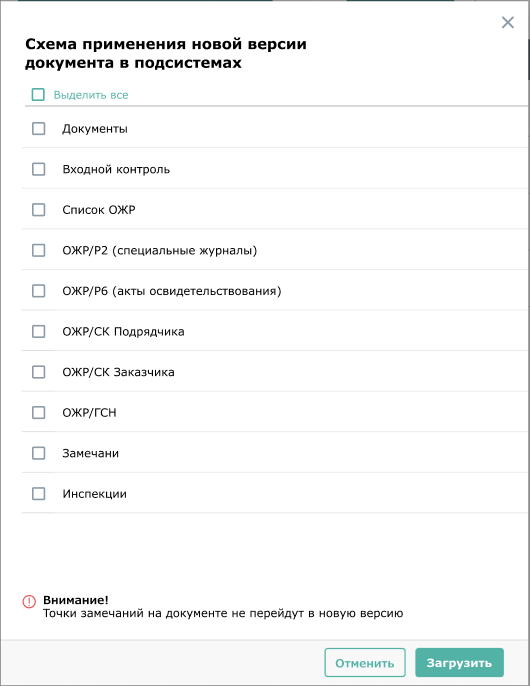 Схема применения новой версии
документа в подсистемах
Выделить все
Документы
Входной контроль
Список ОЖР
ОЖР/Р2 (специальные журналы)
ОЖР/Р6 (акты освидетельствования)
ОЖР/СК Подрядчика
ОЖР/СК Заказчика
ОЖР/ГСН
Замечани
Инспекции
Внимание!
Точки замечаний на документе не перейдут в новую версию
Отменить
Загрузить